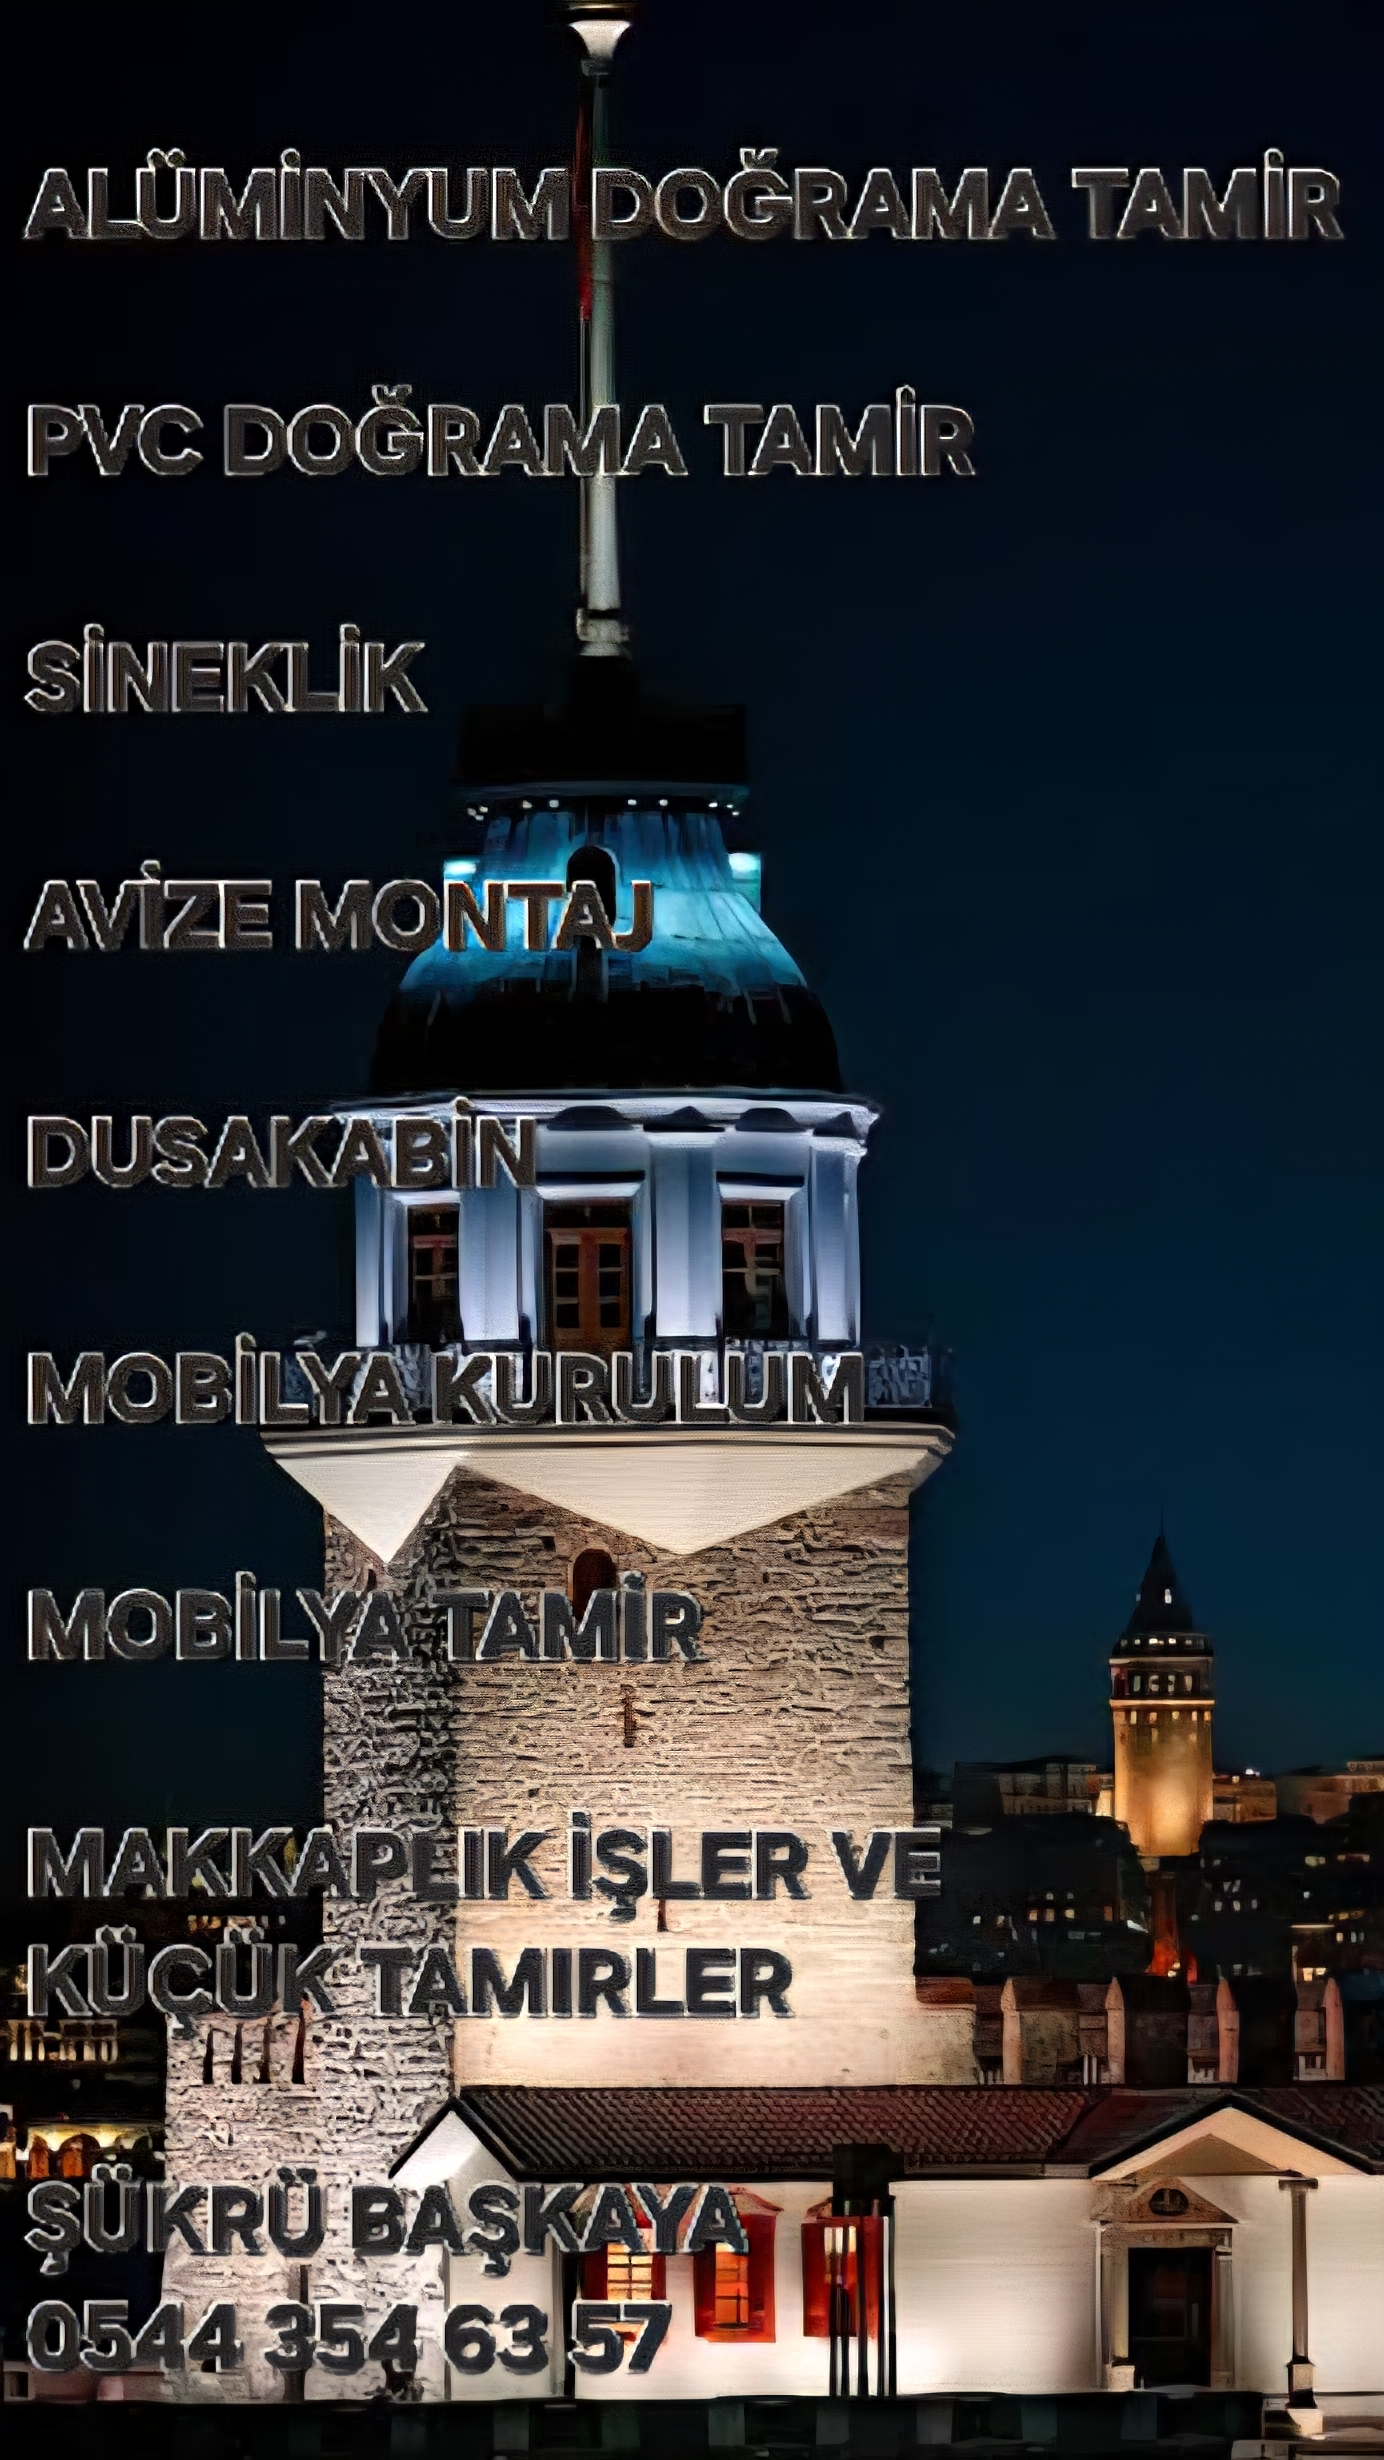 ALÜMİNYUM DOĞRAMA TAMİR
PVC DOĞRAMA TAMİR
SİNEKLİK
AVİZE MONTAJ
DUSAKABİN
MOBİLYA KURULUM
MOBİLYA TAMİR
MAKKAPLIK İŞLER VE
KÜÇÜK TAMIRLER
ŞÜKRÜ BAŞKAYA
0544 354 63 57